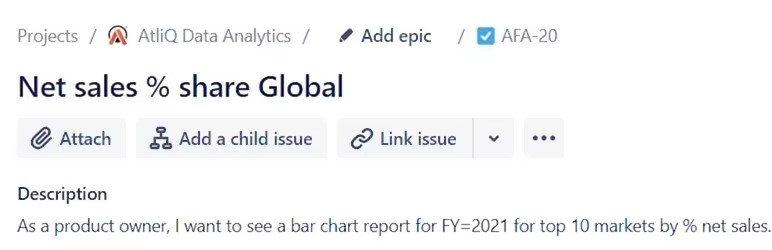 Projects / AtliQ Data Analytics / Add epic / AFA-20
Net sales % share Global
Attach Add a child issue Link issue
Description
As a product owner, I want to see a bar chart report for FY=2021 for top 10 markets by % net sales.